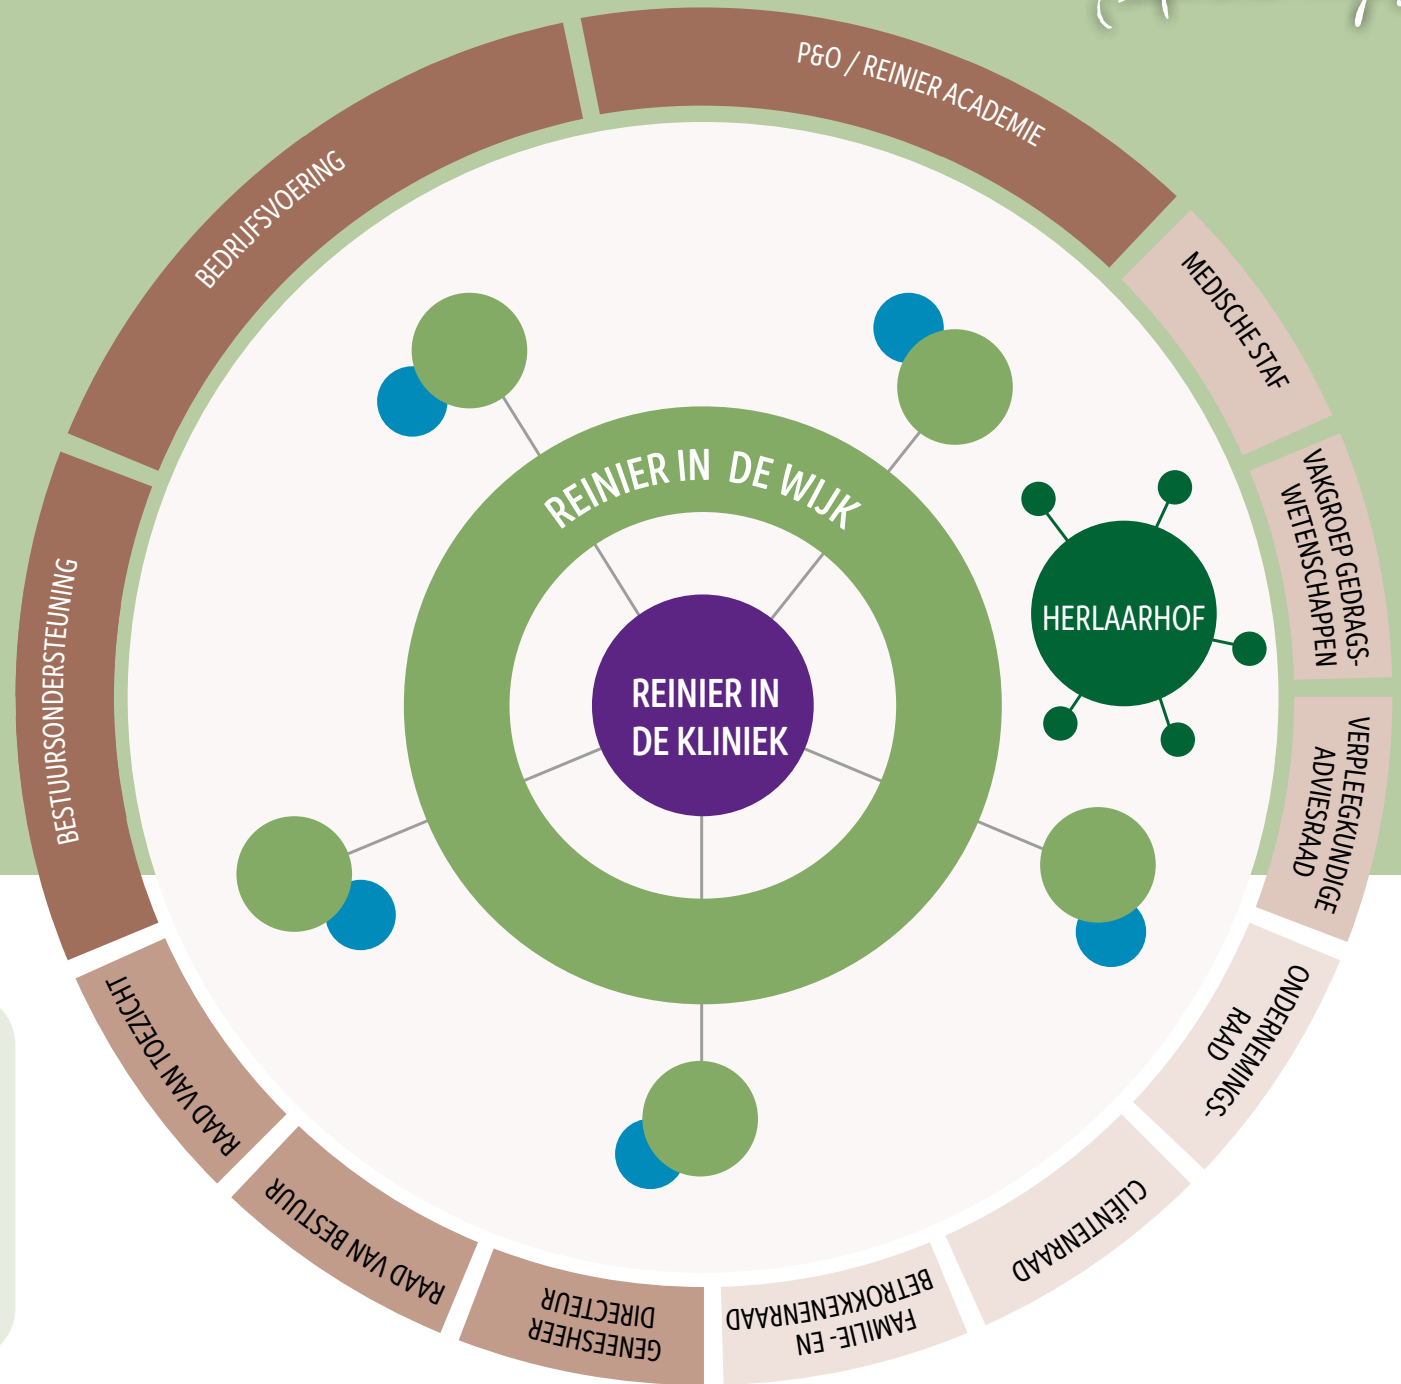 P&O / REINIER ACADEMIE
MEDISCHE STAF
VAKGROEP GEDRAGS-
WETENSCHAPPEN
VERPLEEGKUNDIGE
ADVIESRAAD
ONDERNEMINGS-
RAAD
CLIËNTENRAAD
FAMILIE- EN
BETROKKENENRAAD
GENEESHEER
DIRECTEUR
RAAD VAN BESTUUR
RAAD VAN TOEZICHT
BESTUURSONDERSTEUNING
BEDRIJFSVOERING
REINIER IN DE WIJK
REINIER IN
DE KLINIEK
HERLAARHOF